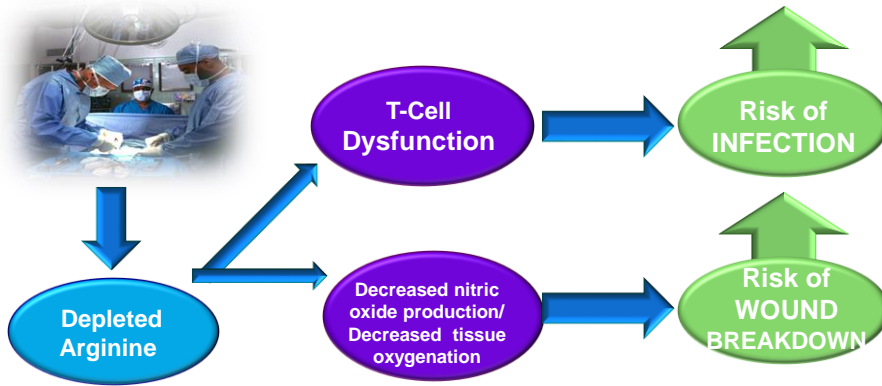 T-Cell
Dysfunction
Risk of
INFECTION
Depleted
Arginine
Decreased nitric
oxide production/
Decreased tissue
oxygenation
Risk of
WOUND
BREAKDOWN